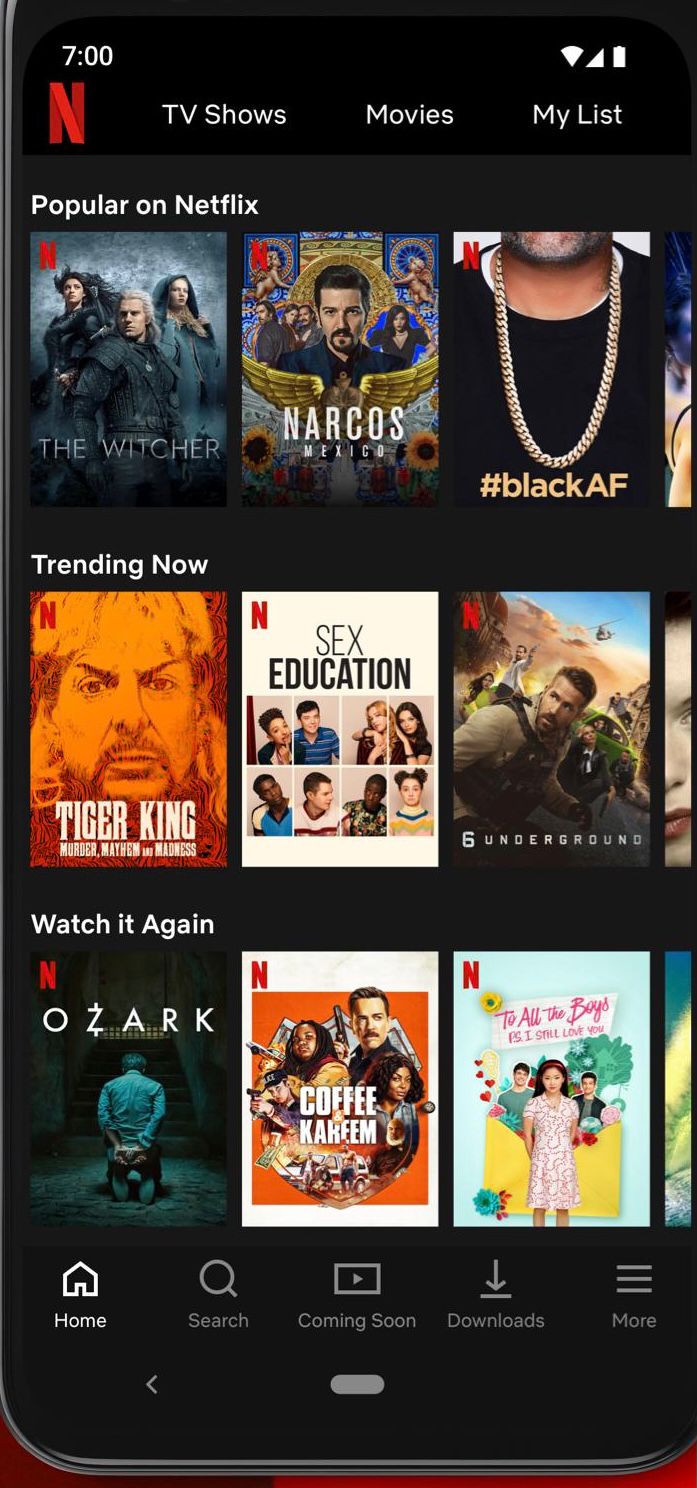 7:00
N
TV Shows
Movies
My List
Popular on Netflix
N
THE WITCHER
N
NARCOS
MEXICO
N
#blackAF
Trending Now
N
TIGER KING
MURDER, MAYHEM AND MADNESS
N
SEX
EDUCATION
N
6 UNDERGROUND
Watch it Again
N
OZARK
N
COFFEE
& KAREEM
N
To All the Boys
P.S. I STILL LOVE YOU
Home
Search
Coming Soon
Downloads
More